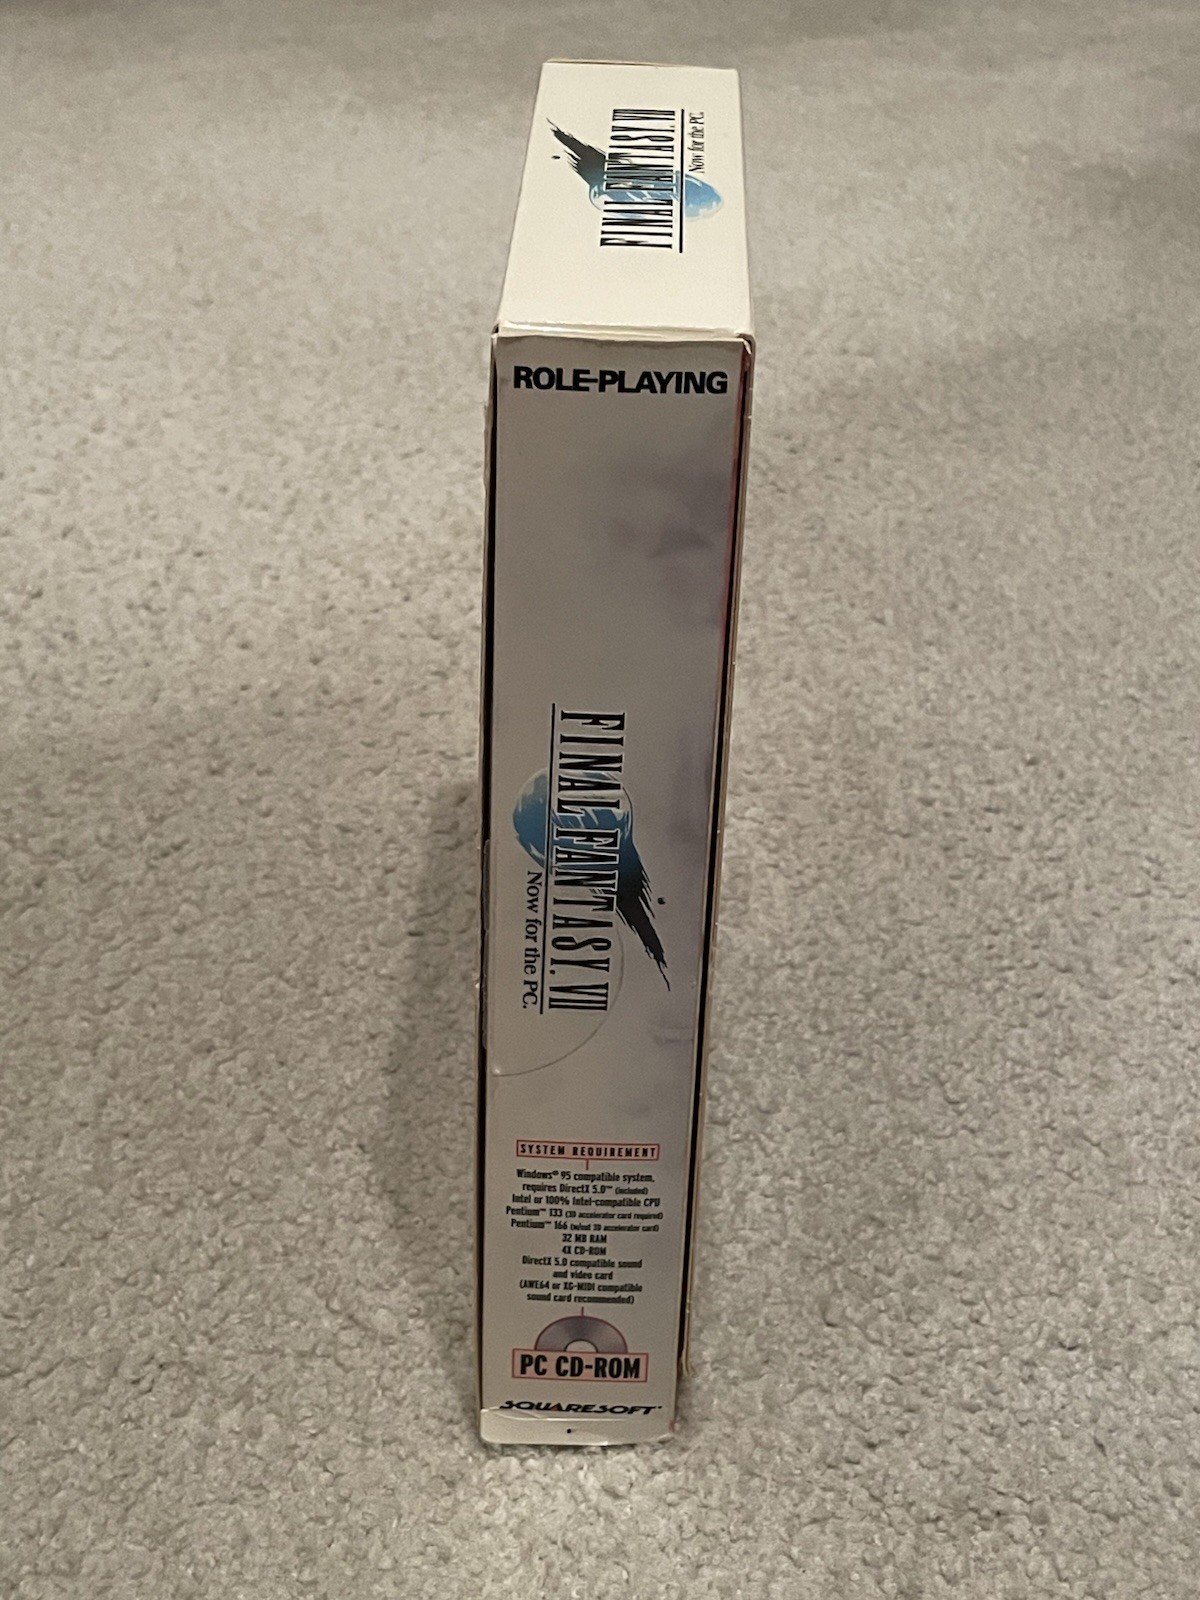 FINAL FANTASY. VII
Now for the PC.
ROLE-PLAYING
FINAL FANTASY. VII
Now for the PC.
SYSTEM REQUIREMENT
Windows® 95 compatible system,
requires DirectX 5.0™ (included)
Intel or 100% Intel-compatible CPU
Pentium™ 133 (3D accelerator card required)
Pentium™ 166 (w/out 3D accelerator card)
32 MB RAM
4X CD-ROM
DirectX 5.0 compatible sound
and video card
(AWE64 or XG-MIDI compatible
sound card recommended)
PC CD-ROM
SQUARESOFT